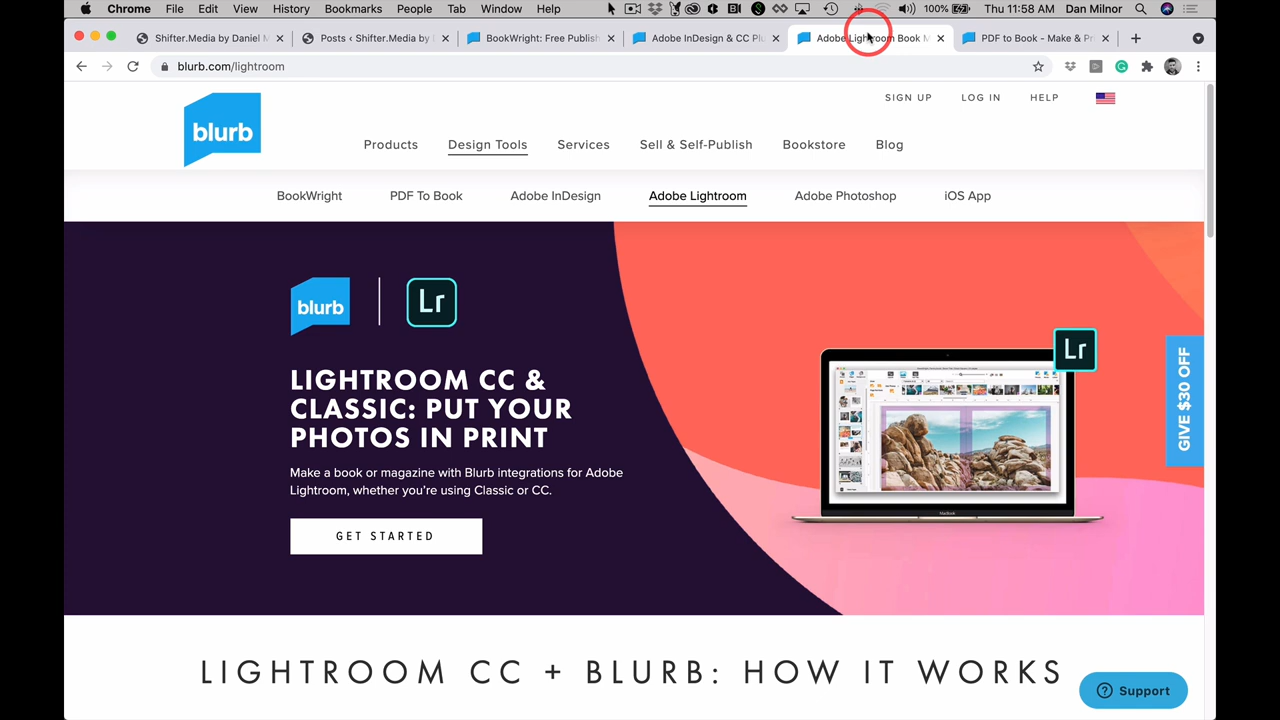 Chrome File Edit View History Bookmarks People Tab Window Help 100% Thu 11:58 AM Dan Milnor
Shifter.Media by Daniel M
Posts ‹ Shifter.Media by
BookWright: Free Publish
Adobe InDesign & CC Plu
Adobe Lightroom Book M
PDF to Book - Make & Pri
blurb.com/lightroom
SIGN UP LOG IN HELP
blurb
Products Design Tools Services Sell & Self-Publish Bookstore Blog
BookWright PDF To Book Adobe InDesign Adobe Lightroom Adobe Photoshop iOS App
blurb Lr
LIGHTROOM CC &
CLASSIC: PUT YOUR
PHOTOS IN PRINT
Make a book or magazine with Blurb integrations for Adobe
Lightroom, whether you’re using Classic or CC.
GET STARTED
Lr
MacBook
GIVE $30 OFF
LIGHTROOM CC + BLURB: HOW IT WORKS
Support